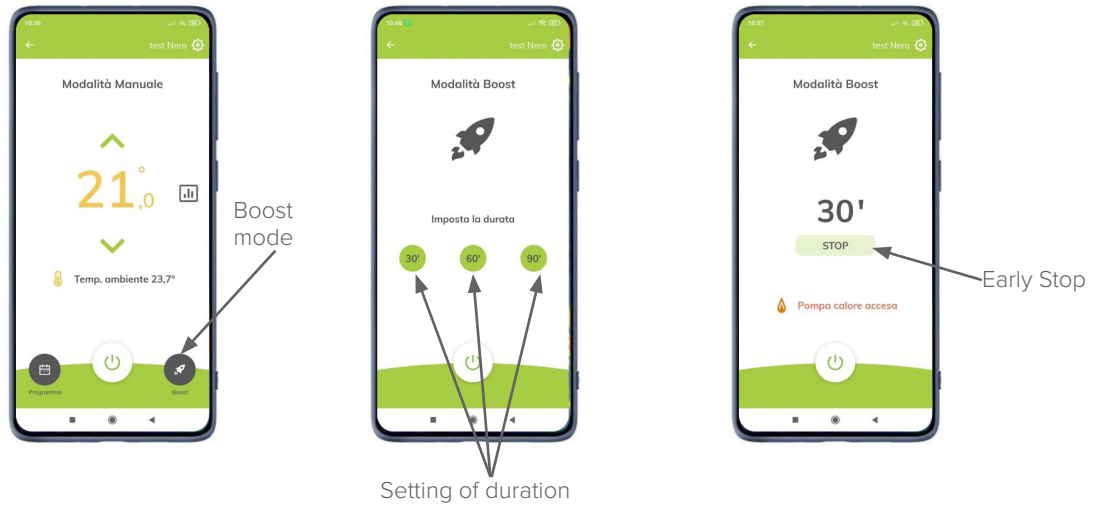 10:36
test Nero
Modalità Manuale
21°,0
Temp. ambiente 23,7°
Programma
Boost
Boost
mode
10:48
test Nero
Modalità Boost
Imposta la durata
30' 60' 90'
Setting of duration
10:57
test Nero
Modalità Boost
30'
STOP
Pompa calore accesa
Early Stop